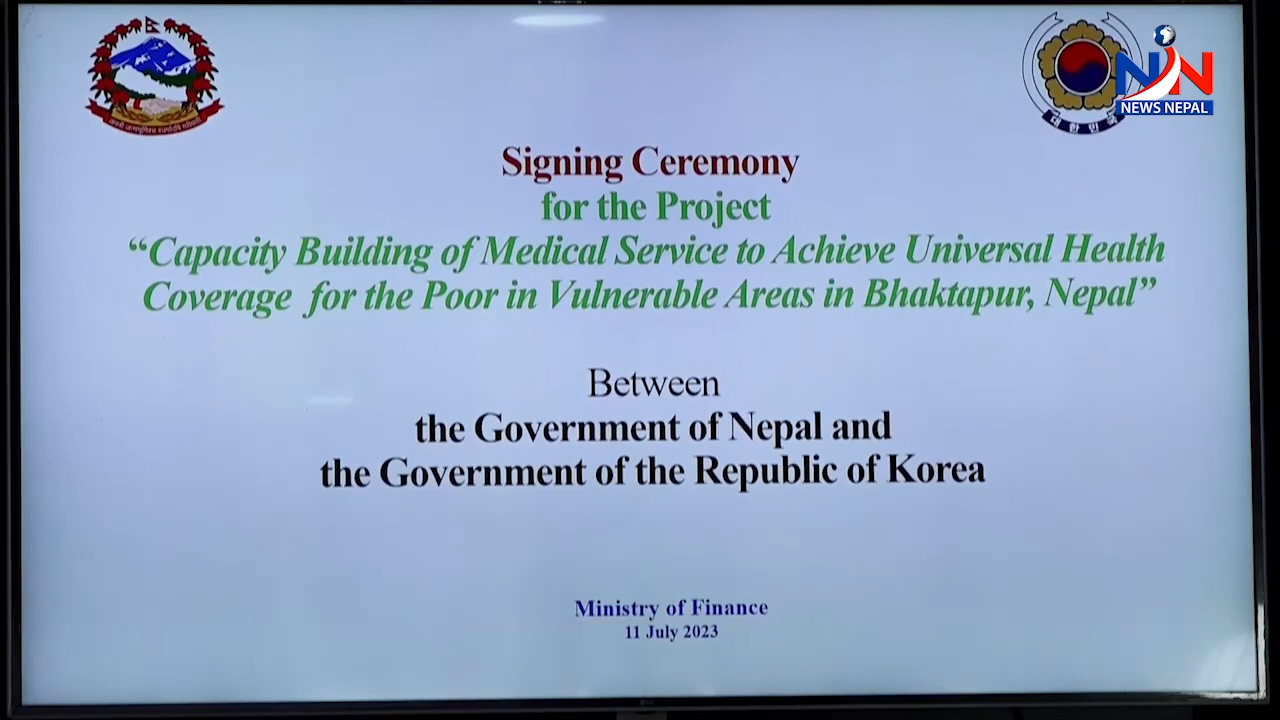 NEWS NEPAL
Signing Ceremony
for the Project
“Capacity Building of Medical Service to Achieve Universal Health
Coverage for the Poor in Vulnerable Areas in Bhaktapur, Nepal”
Between
the Government of Nepal and
the Government of the Republic of Korea
Ministry of Finance
11 July 2023